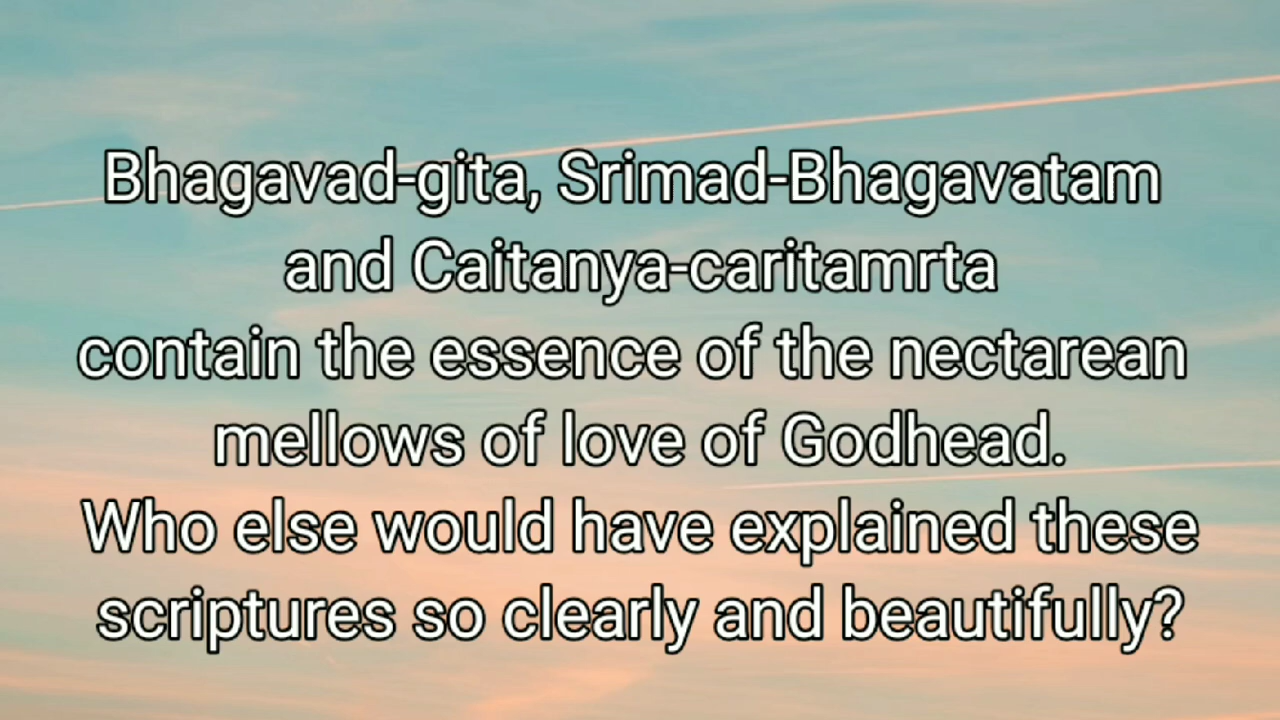 Bhagavad-gita, Srimad-Bhagavatam
and Caitanya-caritamrta
contain the essence of the nectarean
mellows of love of Godhead.
Who else would have explained these
scriptures so clearly and beautifully?